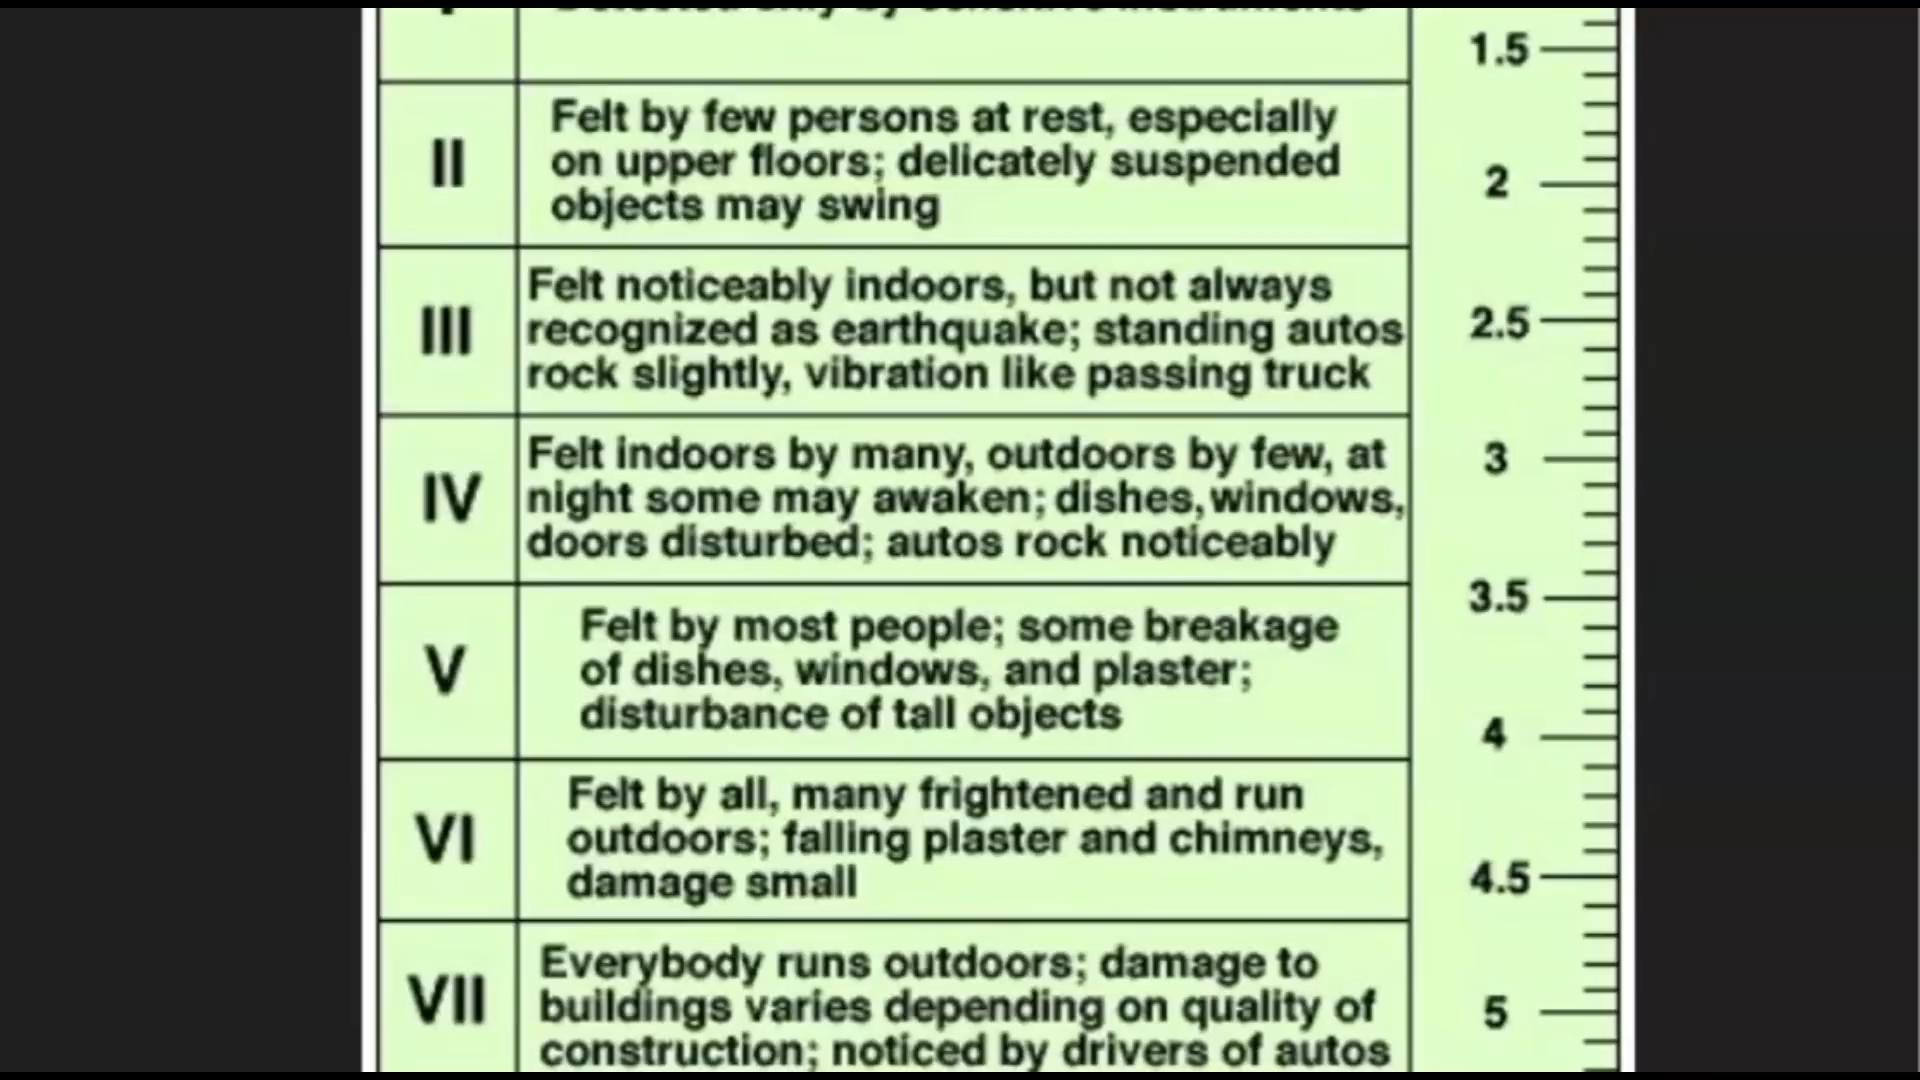 Detected only by sensitive instruments
1.5
II
Felt by few persons at rest, especially
on upper floors; delicately suspended
objects may swing
2
III
Felt noticeably indoors, but not always
recognized as earthquake; standing autos
rock slightly, vibration like passing truck
2.5
IV
Felt indoors by many, outdoors by few, at
night some may awaken; dishes, windows,
doors disturbed; autos rock noticeably
3
3.5
V
Felt by most people; some breakage
of dishes, windows, and plaster;
disturbance of tall objects
4
VI
Felt by all, many frightened and run
outdoors; falling plaster and chimneys,
damage small
4.5
VII
Everybody runs outdoors; damage to
buildings varies depending on quality of
construction; noticed by drivers of autos
5